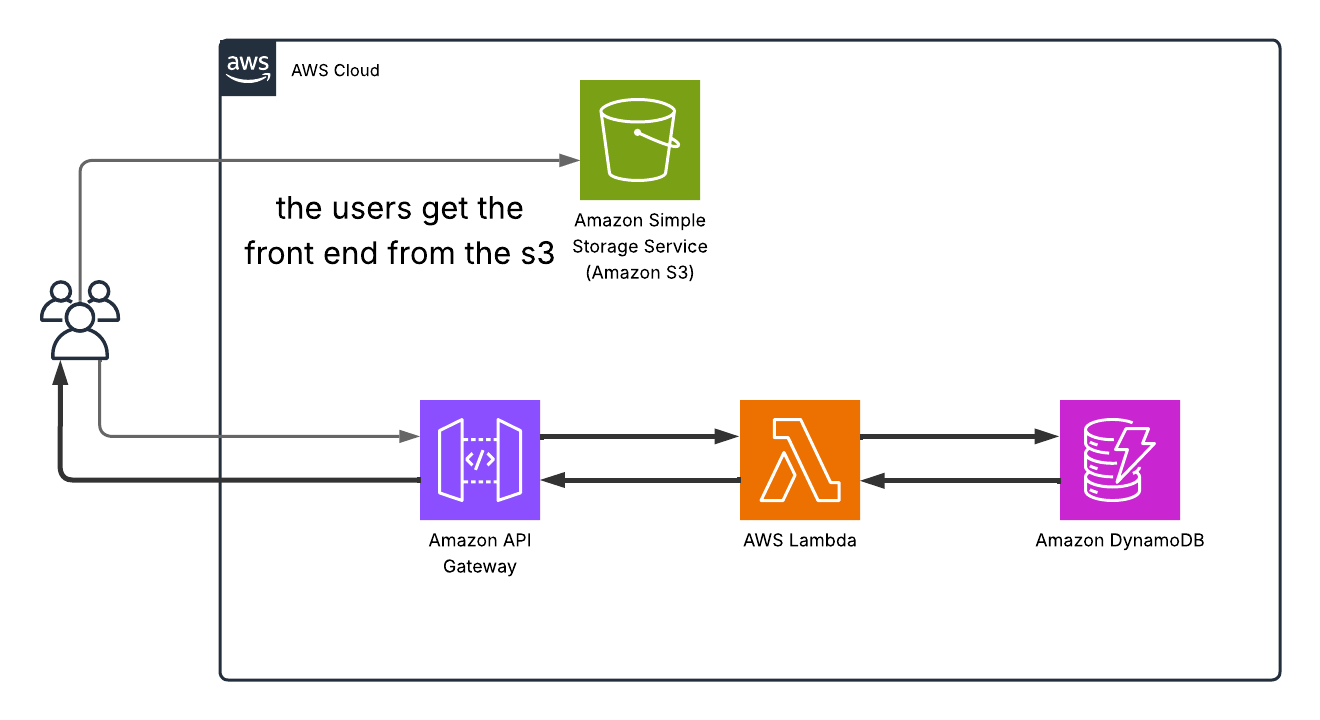 aws
AWS Cloud
the users get the
front end from the s3
Amazon Simple
Storage Service
(Amazon S3)
</>
Amazon API
Gateway
AWS Lambda
Amazon DynamoDB